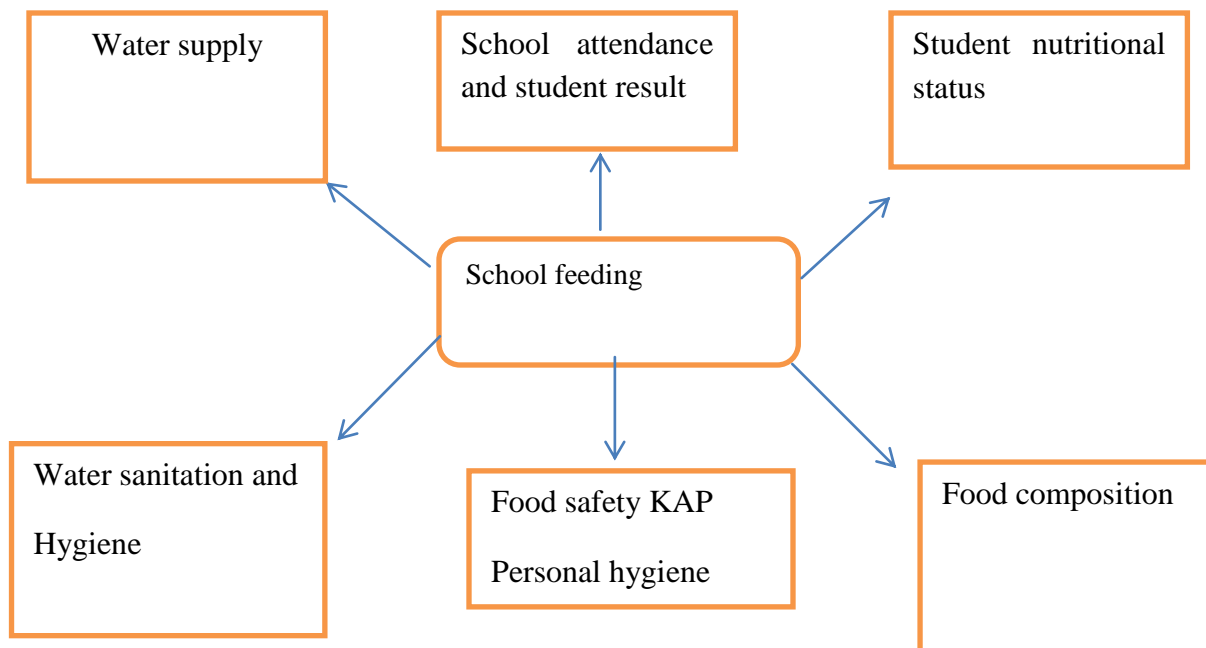 Water supply
School attendance
and student result
Student nutritional
status
School feeding
Water sanitation and
Hygiene
Food safety KAP
Personal hygiene
Food composition